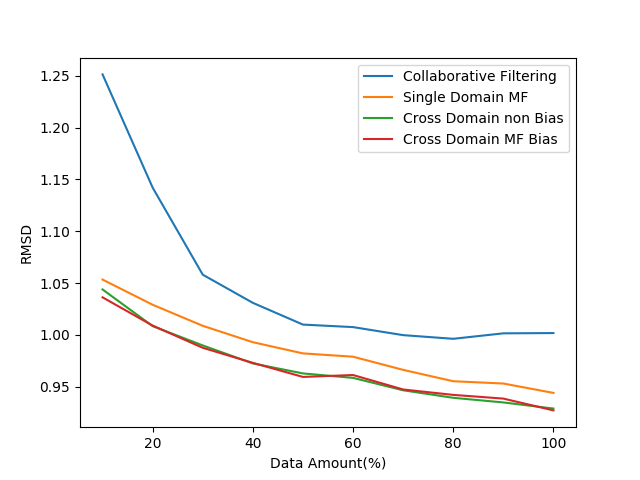 Collaborative Filtering
Single Domain MF
Cross Domain non Bias
Cross Domain MF Bias
RMSD
1.25
1.20
1.15
1.10
1.05
1.00
0.95
20 40 60 80 100
Data Amount(%)